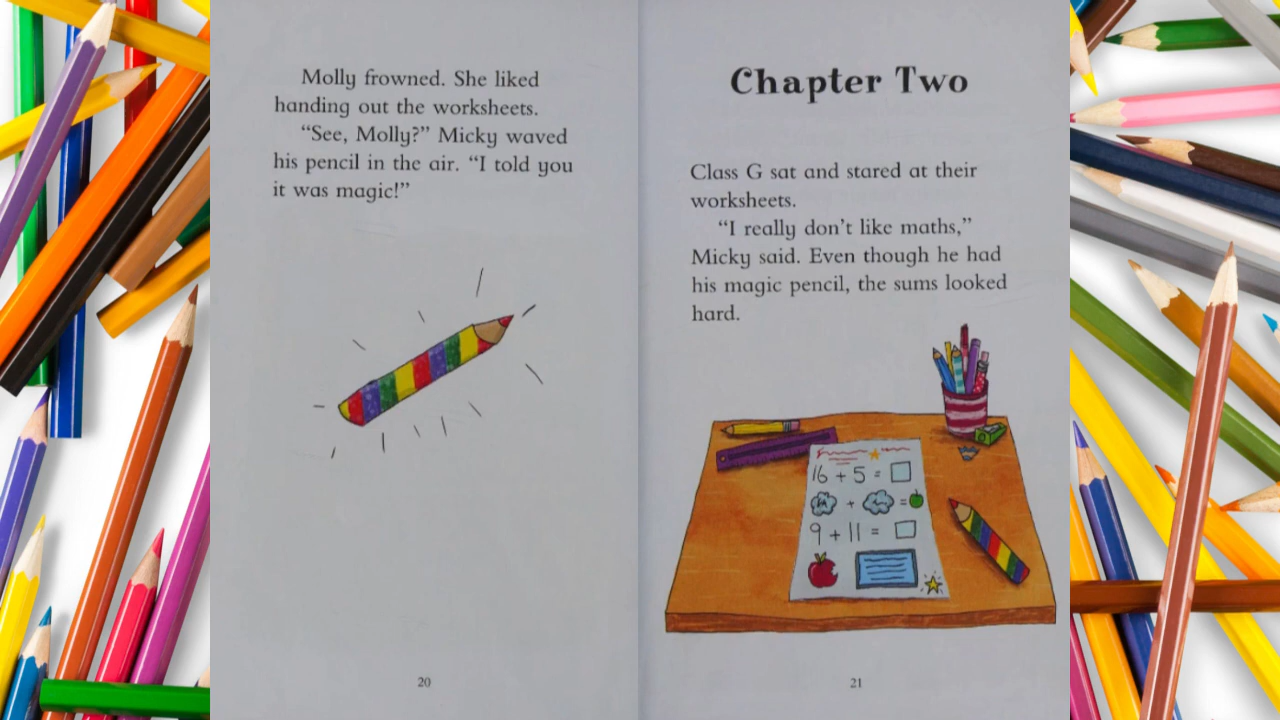 Molly frowned. She liked
handing out the worksheets.
“See, Molly?” Micky waved
his pencil in the air. “I told you
it was magic!”
20
Chapter Two
Class G sat and stared at their
worksheets.
“I really don’t like maths,”
Micky said. Even though he had
his magic pencil, the sums looked
hard.
16 + 5 =
+ =
9 + 11 =
21